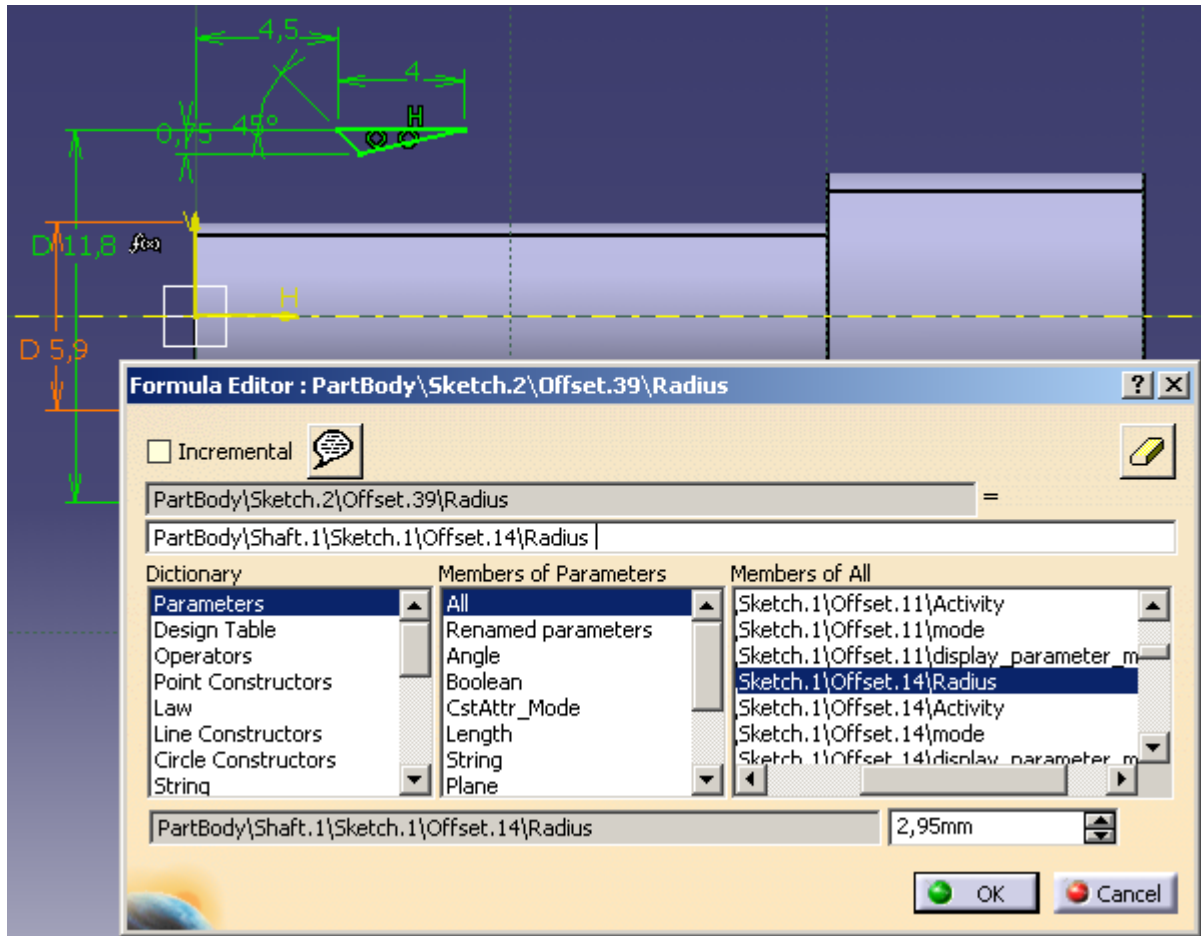 4,5
4
H
0,75 45°
V
D 11,8 f(x)
H
D 5,9
Formula Editor : PartBody\Sketch.2\Offset.39\Radius
? X
Incremental
PartBody\Sketch.2\Offset.39\Radius =
PartBody\Shaft.1\Sketch.1\Offset.14\Radius
Dictionary Members of Parameters Members of All
Parameters All Sketch.1\Offset.11\Activity
Design Table Renamed parameters Sketch.1\Offset.11\mode
Operators Angle Sketch.1\Offset.11\display_parameter_m
Point Constructors Boolean Sketch.1\Offset.14\Radius
Law CstAttr_Mode Sketch.1\Offset.14\Activity
Line Constructors Length Sketch.1\Offset.14\mode
Circle Constructors String Sketch.1\Offset.14\display_parameter_m
String Plane
PartBody\Shaft.1\Sketch.1\Offset.14\Radius 2,95mm
OK Cancel